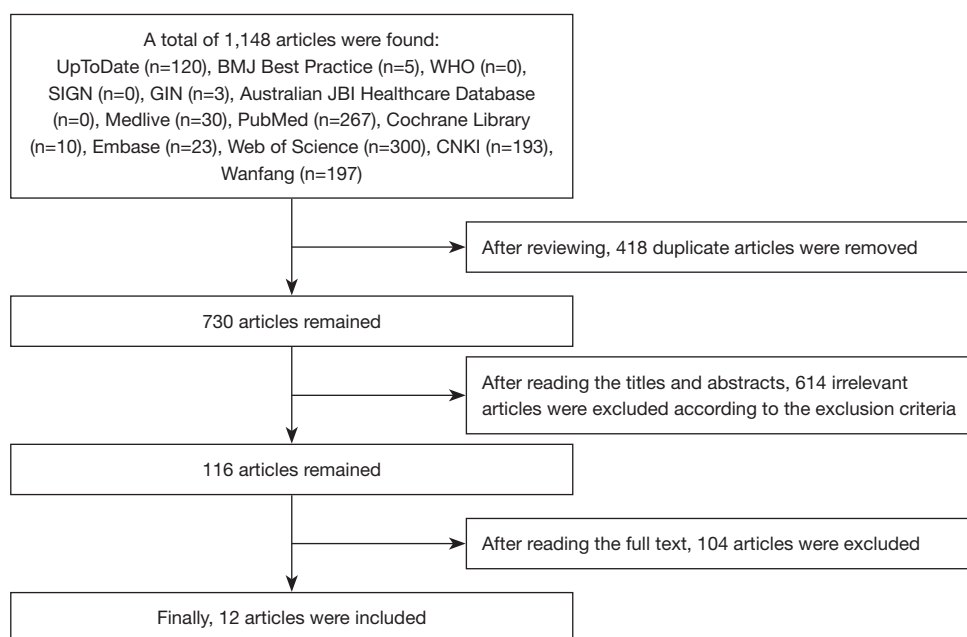 A total of 1,148 articles were found:
UpToDate (n=120), BMJ Best Practice (n=5), WHO (n=0),
SIGN (n=0), GIN (n=3), Australian JBI Healthcare Database
(n=0), Medlive (n=30), PubMed (n=267), Cochrane Library
(n=10), Embase (n=23), Web of Science (n=300), CNKI (n=193),
Wanfang (n=197)
After reviewing, 418 duplicate articles were removed
730 articles remained
After reading the titles and abstracts, 614 irrelevant
articles were excluded according to the exclusion criteria
116 articles remained
After reading the full text, 104 articles were excluded
Finally, 12 articles were included